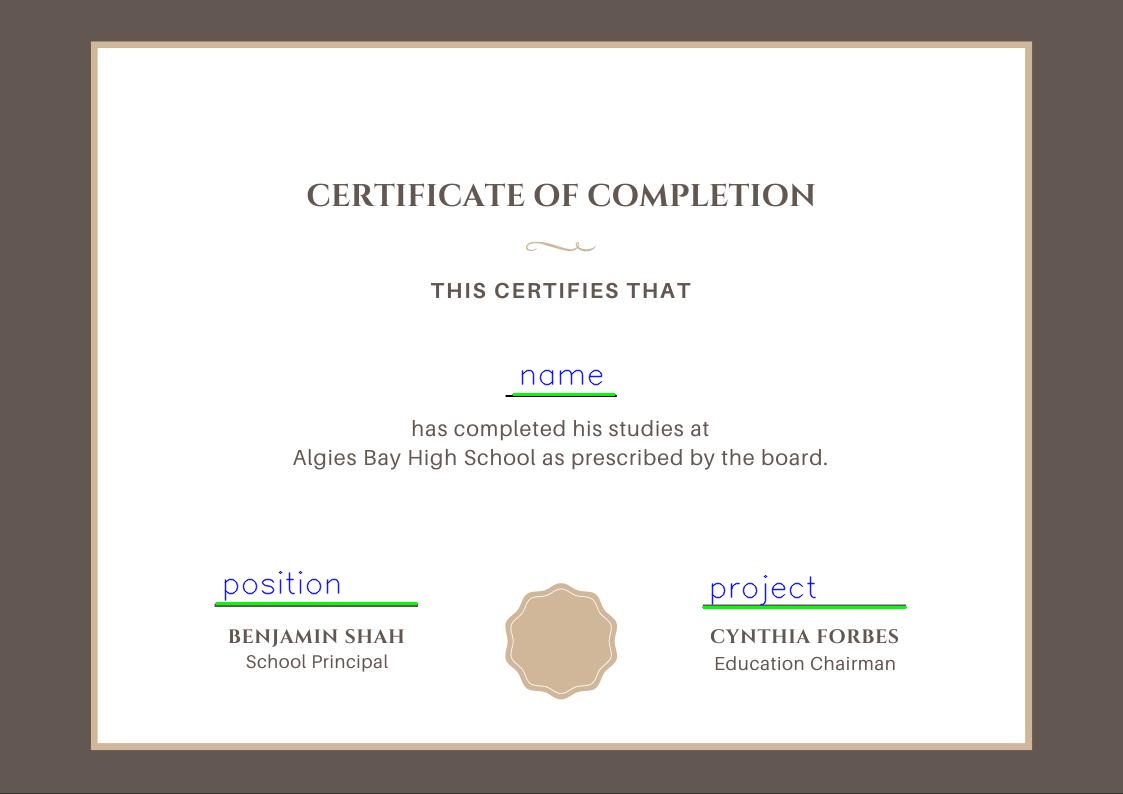 CERTIFICATE OF COMPLETION
THIS CERTIFIES THAT
name
has completed his studies at
Algies Bay High School as prescribed by the board.
position
project
BENJAMIN SHAH
CYNTHIA FORBES
School Principal
Education Chairman